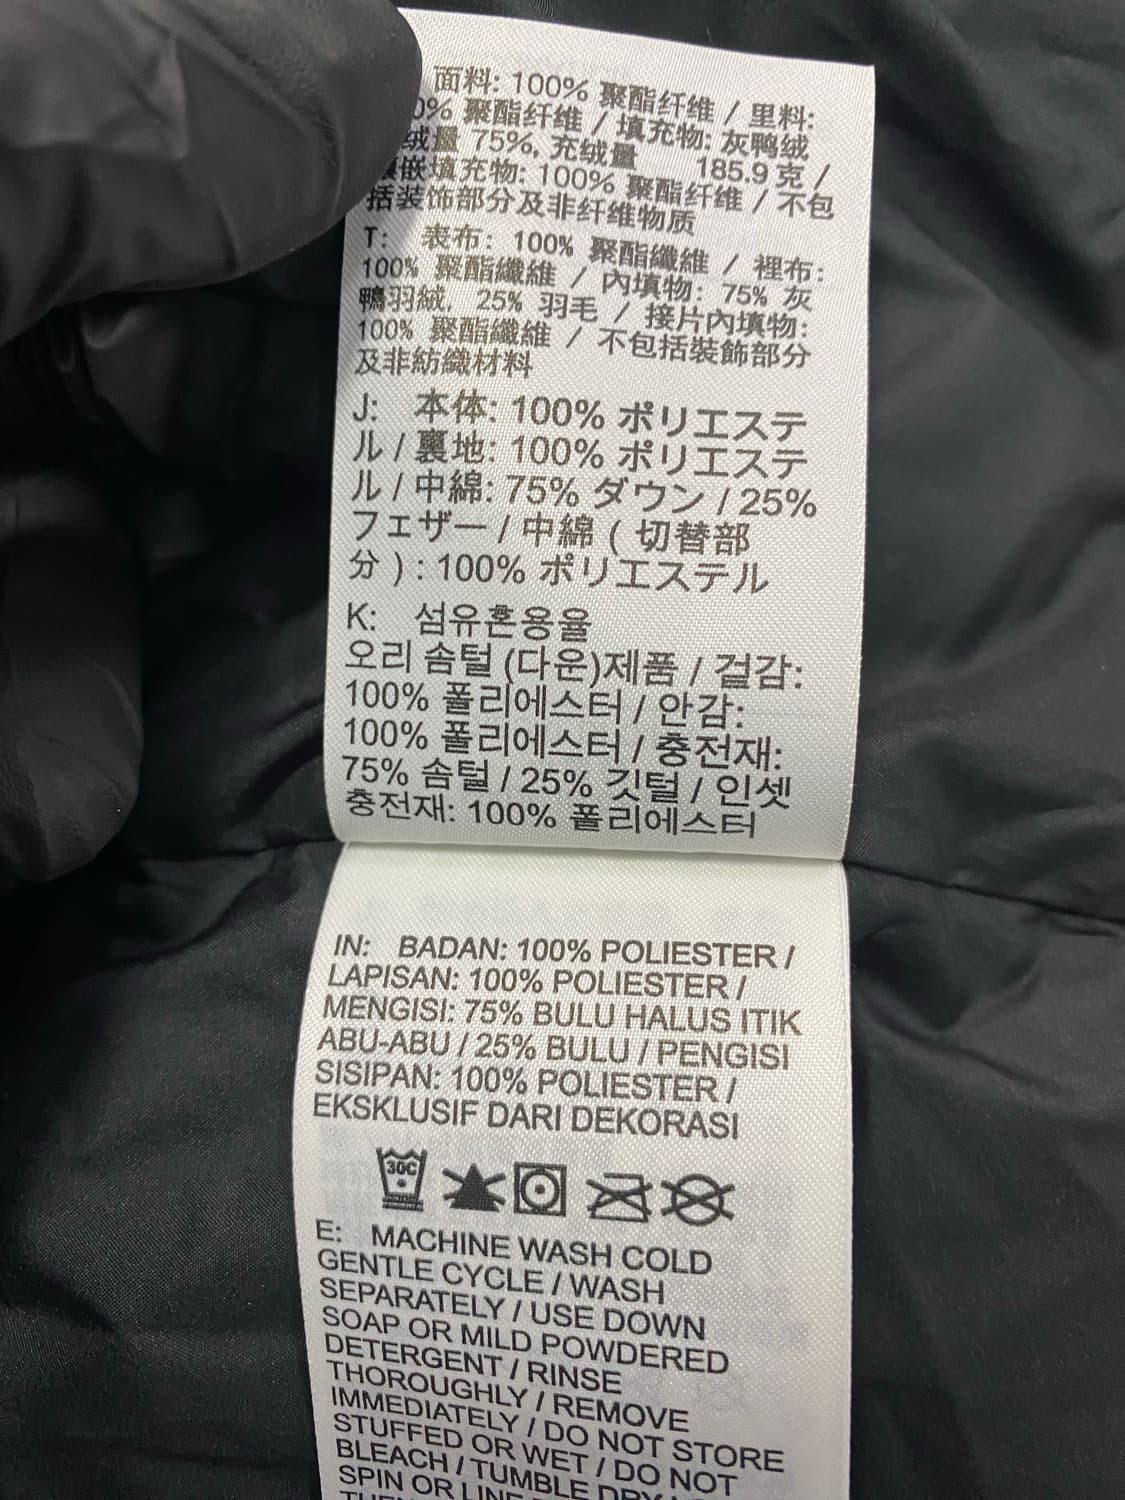 面料: 100% 聚酯纤维 / 里料:
0% 聚酯纤维 / 填充物: 灰鸭绒
绒量 75%, 充绒量 185.9 克 /
嵌填充物: 100% 聚酯纤维 / 不包
括装饰部分及非纤维物质
T: 表布: 100% 聚酯纖維 / 裡布:
100% 聚酯纖維 / 內填物: 75% 灰
鴨羽絨, 25% 羽毛 / 接片內填物:
100% 聚酯纖維 / 不包括裝飾部分
及非紡織材料
J: 本体: 100% ポリエステ
ル / 裏地: 100% ポリエステ
ル / 中綿: 75% ダウン / 25%
フェザー / 中綿 ( 切替部
分 ) : 100% ポリエステル
K: 섬유혼용율
오리 솜털 (다운)제품 / 겉감:
100% 폴리에스터 / 안감:
100% 폴리에스터 / 충전재:
75% 솜털 / 25% 깃털 / 인셋
충전재: 100% 폴리에스터
IN: BADAN: 100% POLIESTER /
LAPISAN: 100% POLIESTER /
MENGISI: 75% BULU HALUS ITIK
ABU-ABU / 25% BULU / PENGISI
SISIPAN: 100% POLIESTER /
EKSKLUSIF DARI DEKORASI
30C
E: MACHINE WASH COLD
GENTLE CYCLE / WASH
SEPARATELY / USE DOWN
SOAP OR MILD POWDERED
DETERGENT / RINSE
THOROUGHLY / REMOVE
IMMEDIATELY / DO NOT STORE
STUFFED OR WET / DO NOT
BLEACH / TUMBLE DRY
SPIN OR LINE